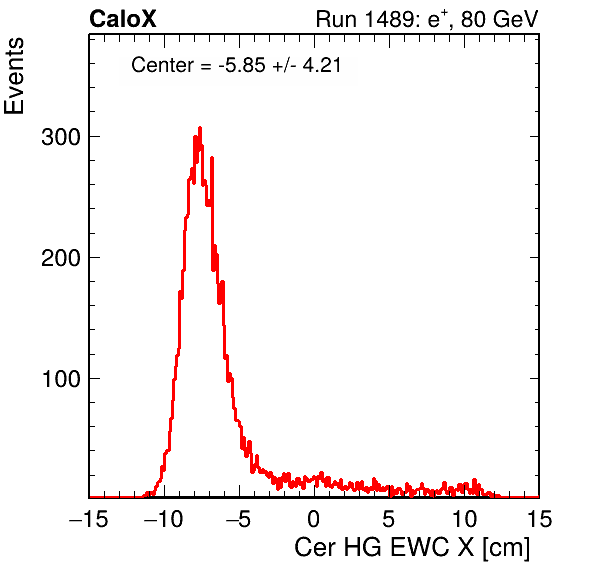 CaloX Run 1489: e⁺, 80 GeV
Center = -5.85 +/- 4.21
Events
300
200
100
−15 −10 −5 0 5 10 15
Cer HG EWC X [cm]